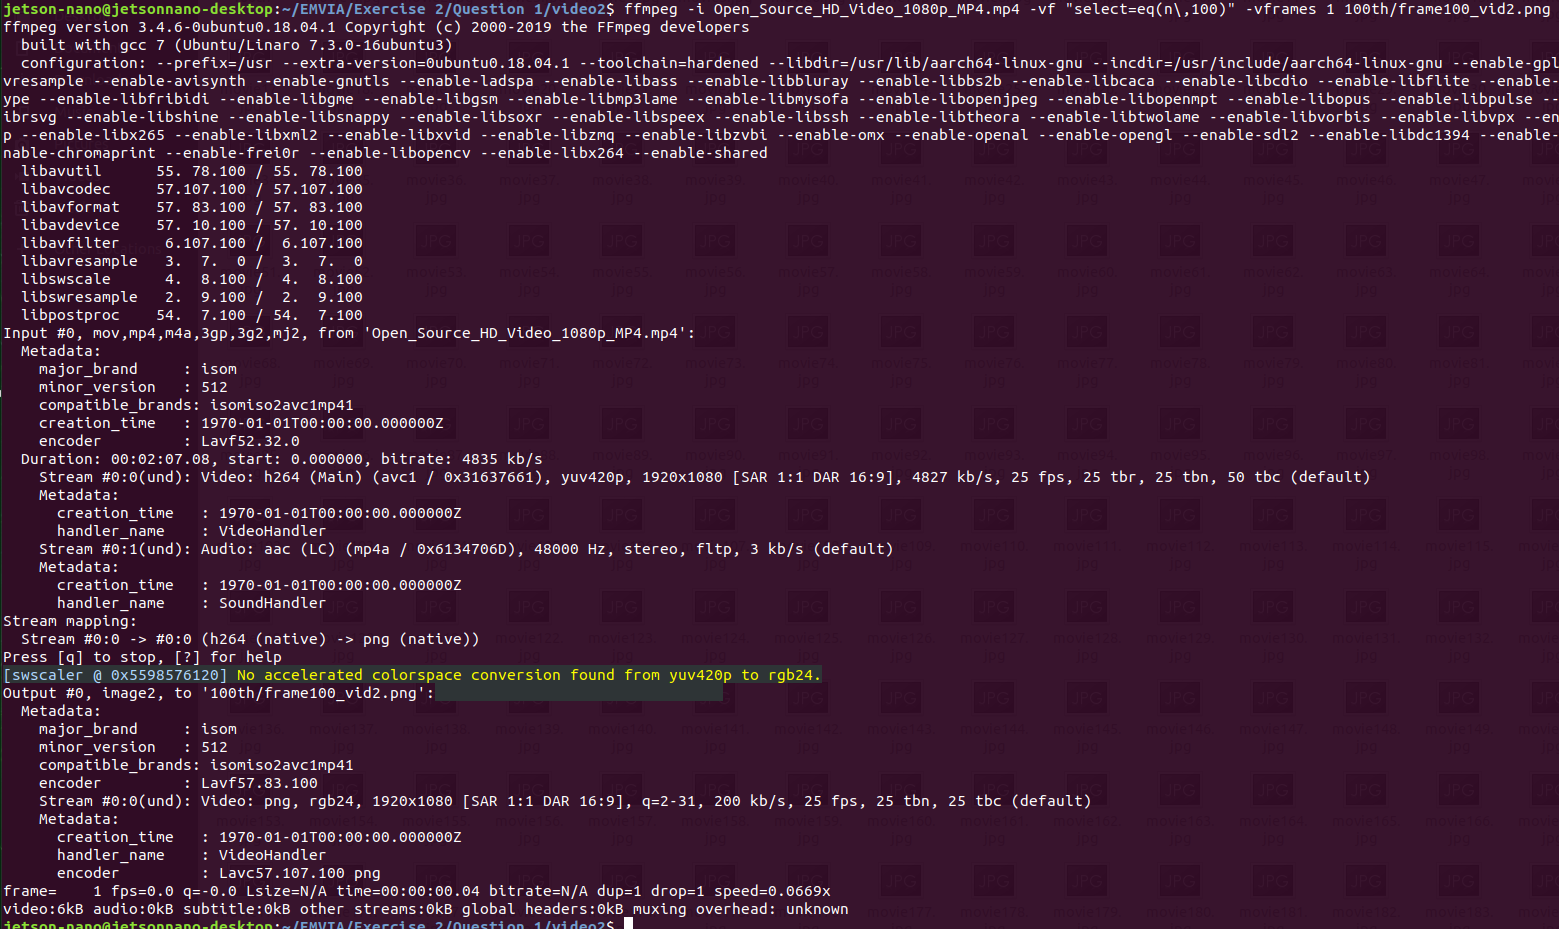 jetson-nano@jetsonnano-desktop:~/EMVIA/Exercise 2/Question 1/video2$ ffmpeg -i Open_Source_HD_Video_1080p_MP4.mp4 -vf "select=eq(n\,100)" -vframes 1 100th/frame100_vid2.png
ffmpeg version 3.4.6-0ubuntu0.18.04.1 Copyright (c) 2000-2019 the FFmpeg developers
built with gcc 7 (Ubuntu/Linaro 7.3.0-16ubuntu3)
configuration: --prefix=/usr --extra-version=0ubuntu0.18.04.1 --toolchain=hardened --libdir=/usr/lib/aarch64-linux-gnu --incdir=/usr/include/aarch64-linux-gnu --enable-gpl
vresample --enable-avisynth --enable-gnutls --enable-ladspa --enable-libass --enable-libbluray --enable-libbs2b --enable-libcaca --enable-libcdio --enable-libflite --enable-
ype --enable-libfribidi --enable-libgme --enable-libgsm --enable-libmp3lame --enable-libmysofa --enable-libopenjpeg --enable-libopenmpt --enable-libopus --enable-libpulse --
ibrsvg --enable-libshine --enable-libsnappy --enable-libsoxr --enable-libspeex --enable-libssh --enable-libtheora --enable-libtwolame --enable-libvorbis --enable-libvpx --en
p --enable-libx265 --enable-libxml2 --enable-libxvid --enable-libzmq --enable-libzvbi --enable-omx --enable-openal --enable-opengl --enable-sdl2 --enable-libdc1394 --enable-
nable-chromaprint --enable-frei0r --enable-libopencv --enable-libx264 --enable-shared
libavutil      55. 78.100 / 55. 78.100
libavcodec     57.107.100 / 57.107.100
libavformat    57. 83.100 / 57. 83.100
libavdevice    57. 10.100 / 57. 10.100
libavfilter     6.107.100 /  6.107.100
libavresample   3.  7.  0 /  3.  7.  0
libswscale      4.  8.100 /  4.  8.100
libswresample   2.  9.100 /  2.  9.100
libpostproc    54.  7.100 / 54.  7.100
Input #0, mov,mp4,m4a,3gp,3g2,mj2, from 'Open_Source_HD_Video_1080p_MP4.mp4':
Metadata:
major_brand     : isom
minor_version   : 512
compatible_brands: isomiso2avc1mp41
creation_time   : 1970-01-01T00:00:00.000000Z
encoder         : Lavf52.32.0
Duration: 00:02:07.08, start: 0.000000, bitrate: 4835 kb/s
Stream #0:0(und): Video: h264 (Main) (avc1 / 0x31637661), yuv420p, 1920x1080 [SAR 1:1 DAR 16:9], 4827 kb/s, 25 fps, 25 tbr, 25 tbn, 50 tbc (default)
Metadata:
creation_time   : 1970-01-01T00:00:00.000000Z
handler_name    : VideoHandler
Stream #0:1(und): Audio: aac (LC) (mp4a / 0x6134706D), 48000 Hz, stereo, fltp, 3 kb/s (default)
Metadata:
creation_time   : 1970-01-01T00:00:00.000000Z
handler_name    : SoundHandler
Stream mapping:
Stream #0:0 -> #0:0 (h264 (native) -> png (native))
Press [q] to stop, [?] for help
[swscaler @ 0x5598576120] No accelerated colorspace conversion found from yuv420p to rgb24.
Output #0, image2, to '100th/frame100_vid2.png':
Metadata:
major_brand     : isom
minor_version   : 512
compatible_brands: isomiso2avc1mp41
encoder         : Lavf57.83.100
Stream #0:0(und): Video: png, rgb24, 1920x1080 [SAR 1:1 DAR 16:9], q=2-31, 200 kb/s, 25 fps, 25 tbn, 25 tbc (default)
Metadata:
creation_time   : 1970-01-01T00:00:00.000000Z
handler_name    : VideoHandler
encoder         : Lavc57.107.100 png
frame=    1 fps=0.0 q=-0.0 Lsize=N/A time=00:00:00.04 bitrate=N/A dup=1 drop=1 speed=0.0669x
video:6kB audio:0kB subtitle:0kB other streams:0kB global headers:0kB muxing overhead: unknown
jetson-nano@jetsonnano-desktop:~/EMVIA/Exercise 2/Question 1/video2$